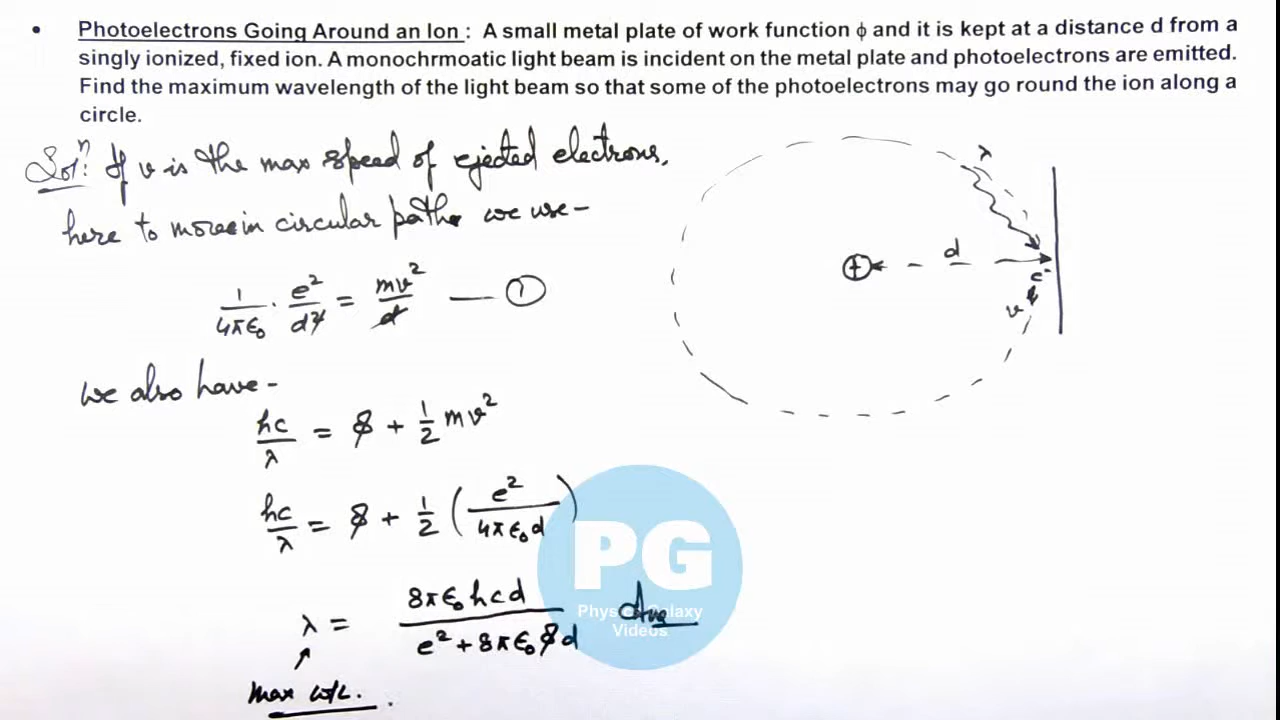 • Photoelectrons Going Around an Ion : A small metal plate of work function ϕ and it is kept at a distance d from a
singly ionized, fixed ion. A monochrmoatic light beam is incident on the metal plate and photoelectrons are emitted.
Find the maximum wavelength of the light beam so that some of the photoelectrons may go round the ion along a
circle.
Solⁿ: If v is the max speed of ejected electrons,
here to move in circular path we use –
1/4πϵ₀ · e²/d² = mv²/d — ①
we also have –
hc/λ = ϕ + 1/2 mv²
hc/λ = ϕ + 1/2 (e²/4πϵ₀d)
λ = 8πϵ₀hcd / e² + 8πϵ₀ϕd
max w/L.
λ
+ d
e⁻
v
PG
Physics Galaxy
Videos